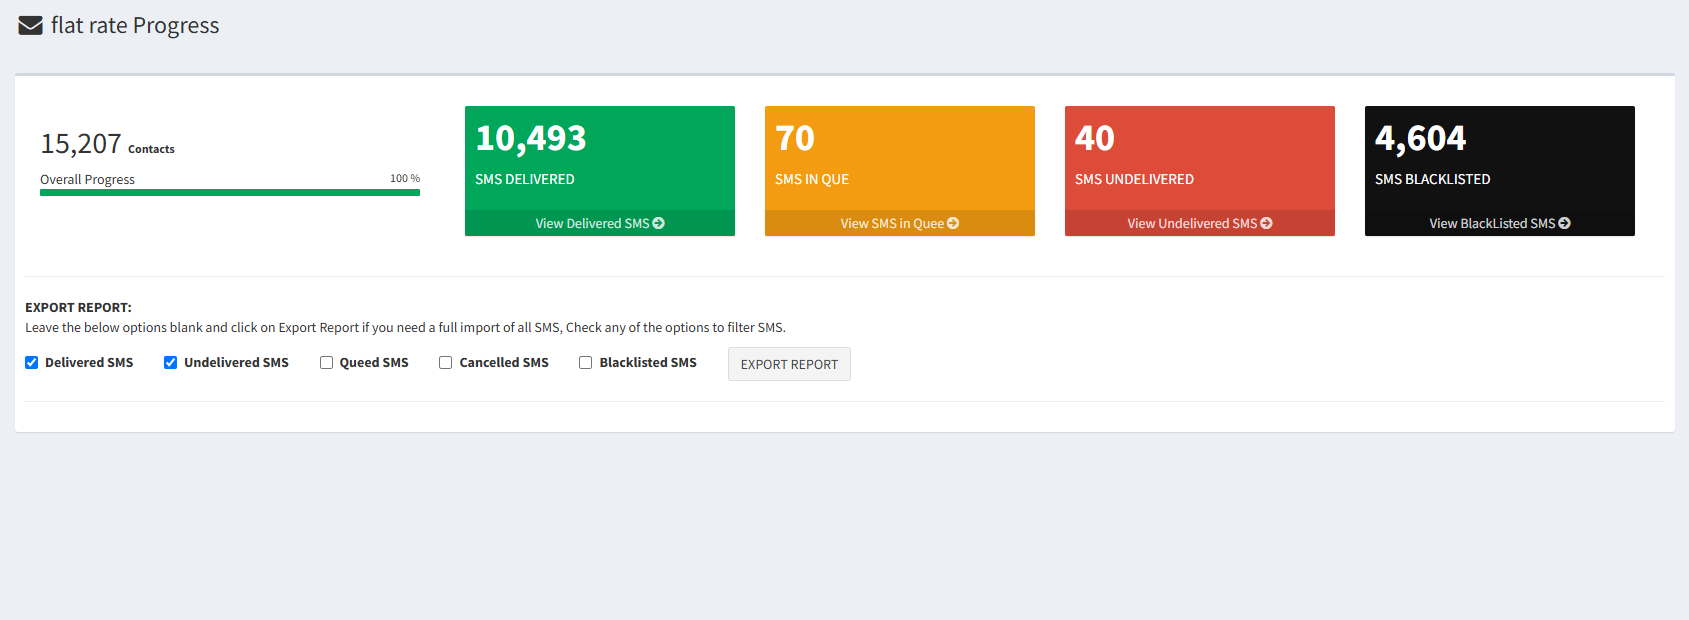 flat rate Progress
15,207 Contacts
Overall Progress 100 %
10,493
SMS DELIVERED
View Delivered SMS
70
SMS IN QUE
View SMS in Quee
40
SMS UNDELIVERED
View Undelivered SMS
4,604
SMS BLACKLISTED
View BlackListed SMS
EXPORT REPORT:
Leave the below options blank and click on Export Report if you need a full import of all SMS, Check any of the options to filter SMS.
Delivered SMS Undelivered SMS Queed SMS Cancelled SMS Blacklisted SMS EXPORT REPORT